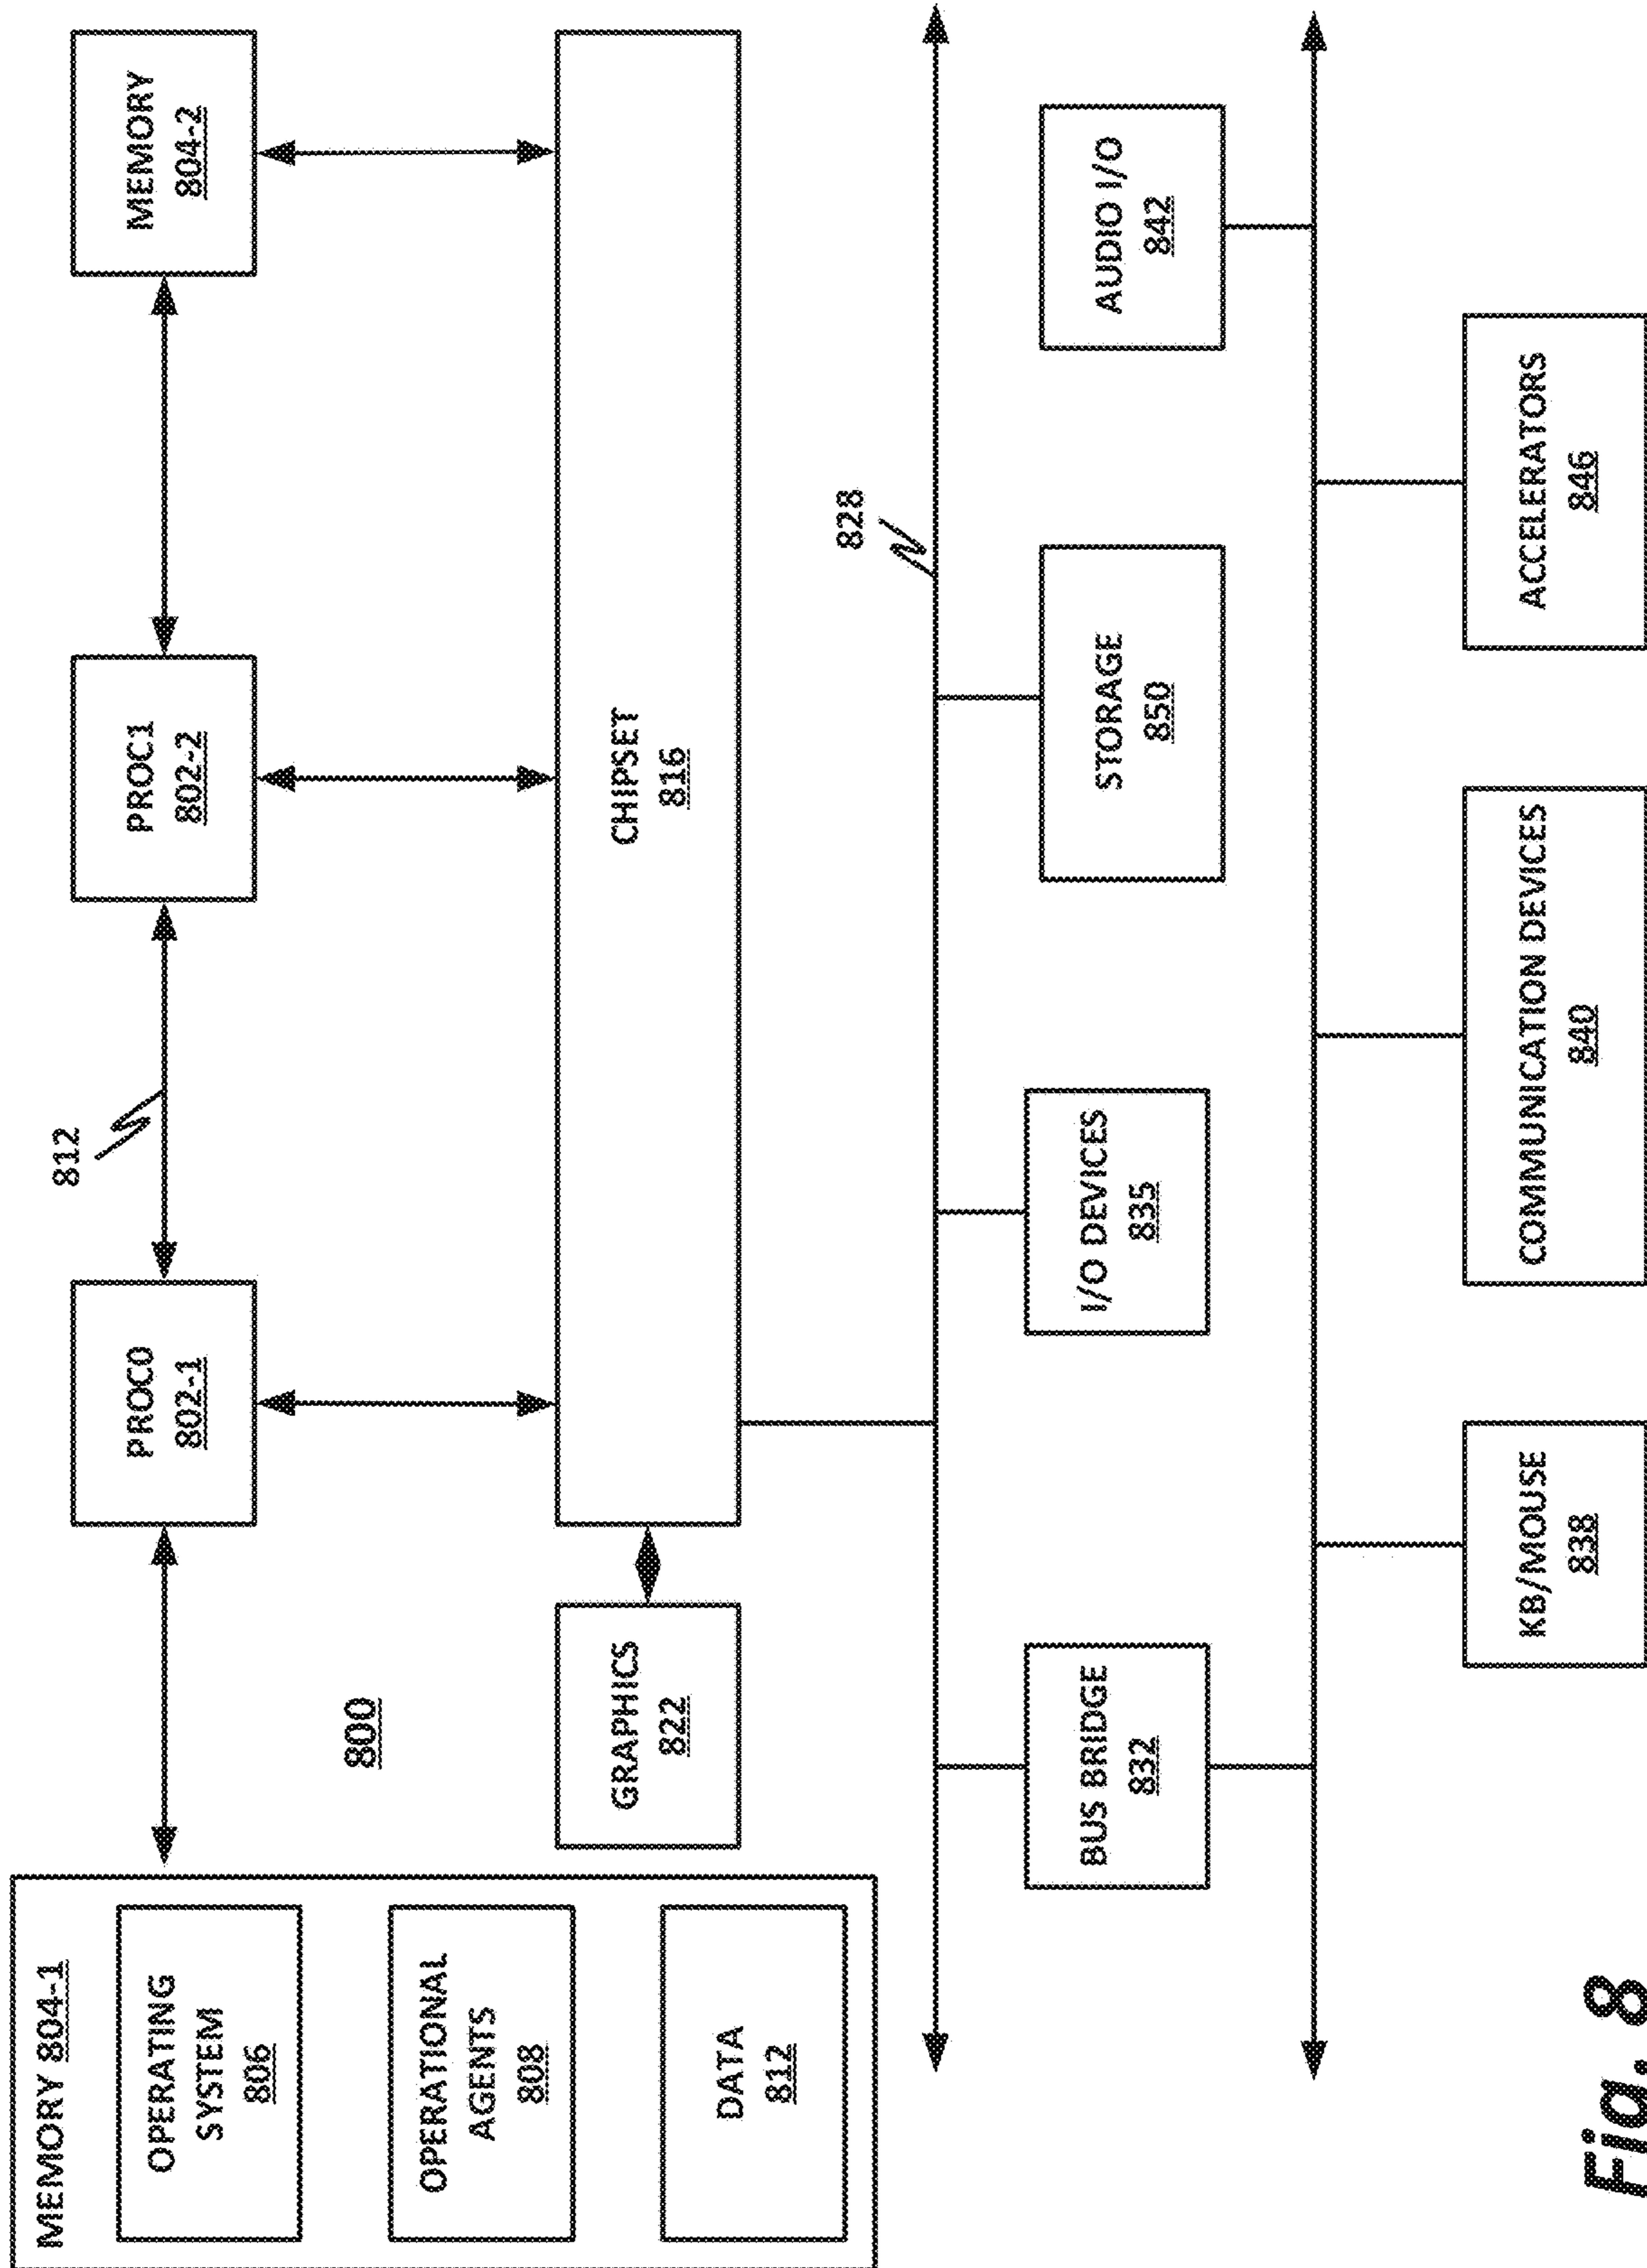 MEMORY 804-1
OPERATING
SYSTEM
806
OPERATIONAL
AGENTS
808
DATA
812
PROC0
802-1
812
PROC1
802-2
MEMORY
804-2
800
GRAPHICS
822
CHIPSET
816
828
BUS BRIDGE
832
I/O DEVICES
835
STORAGE
850
AUDIO I/O
842
KB/MOUSE
838
COMMUNICATION DEVICES
840
ACCELERATORS
846
Fig. 8